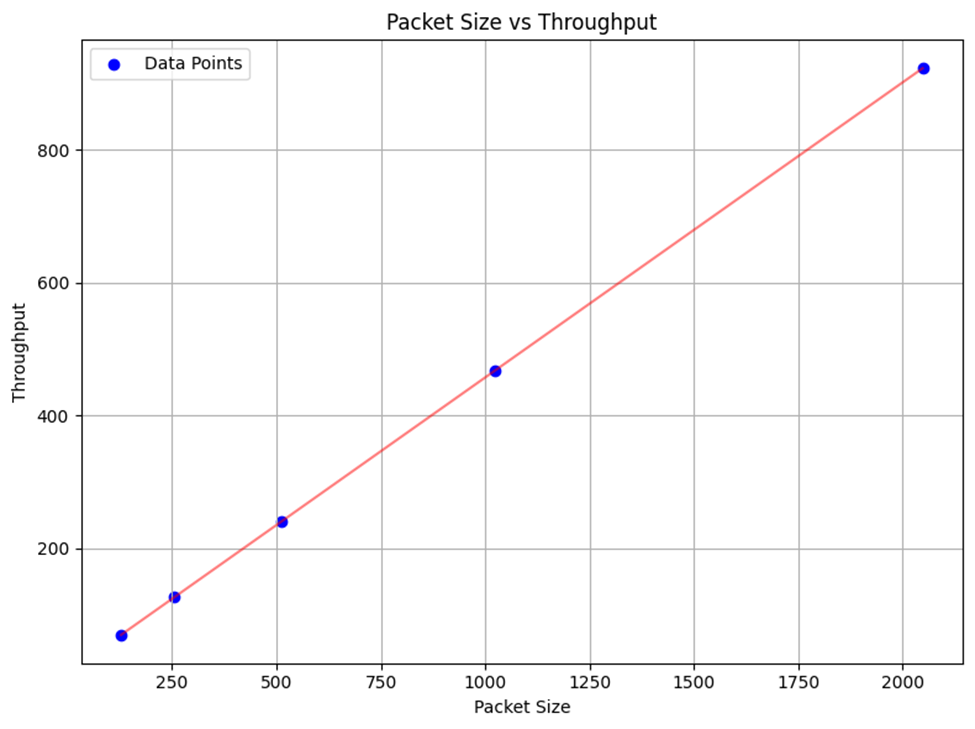 Packet Size vs Throughput
Data Points
800
600
400
200
Throughput
250 500 750 1000 1250 1500 1750 2000
Packet Size